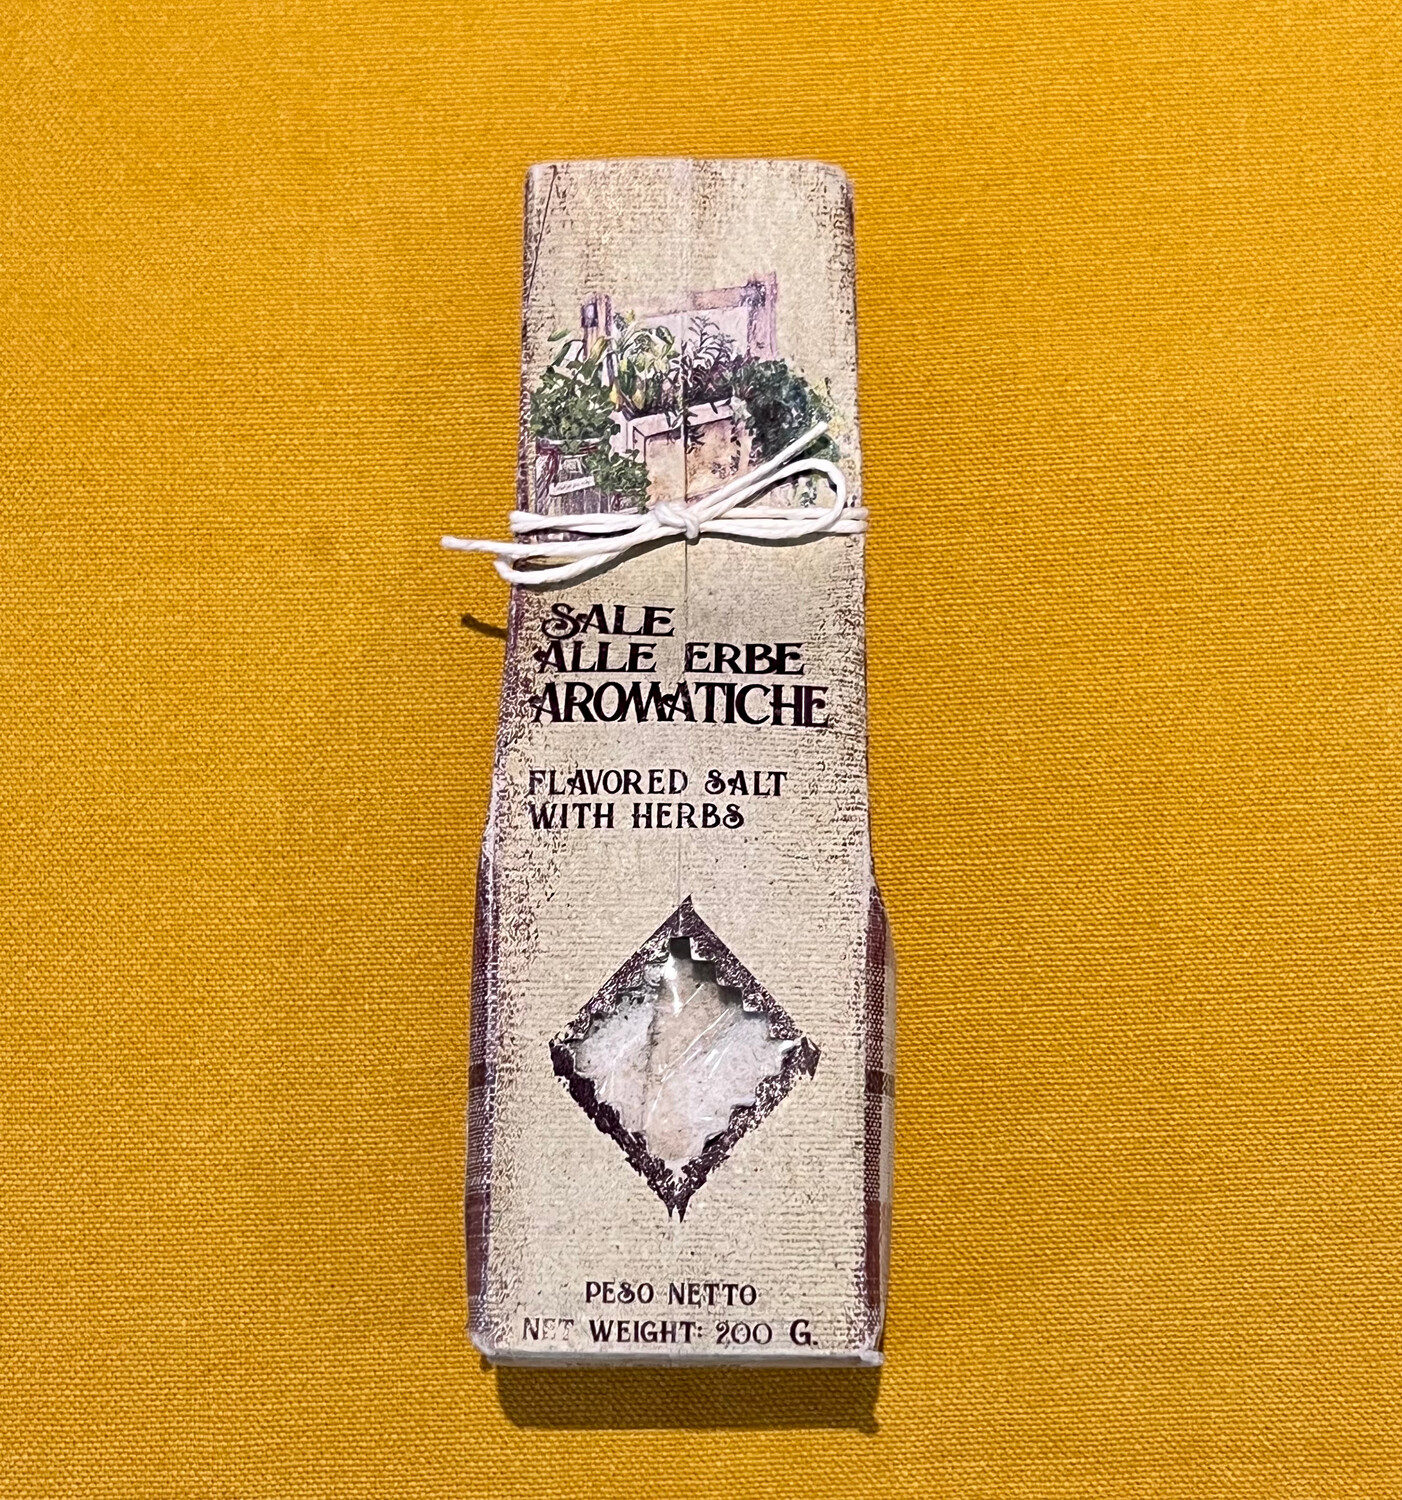 SALE
ALLE ERBE
AROMATICHE
FLAVORED SALT
WITH HERBS
PESO NETTO
NET WEIGHT: 200 G.